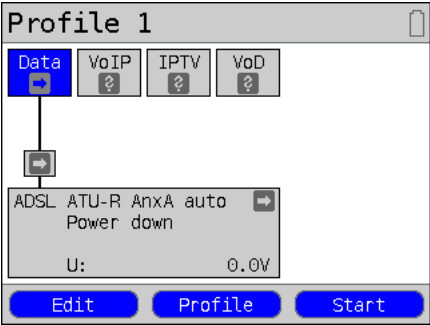 Profile 1
Data VoIP IPTV VoD
? ? ?
ADSL ATU-R AnxA auto
Power down
U: 0.0V
Edit Profile Start